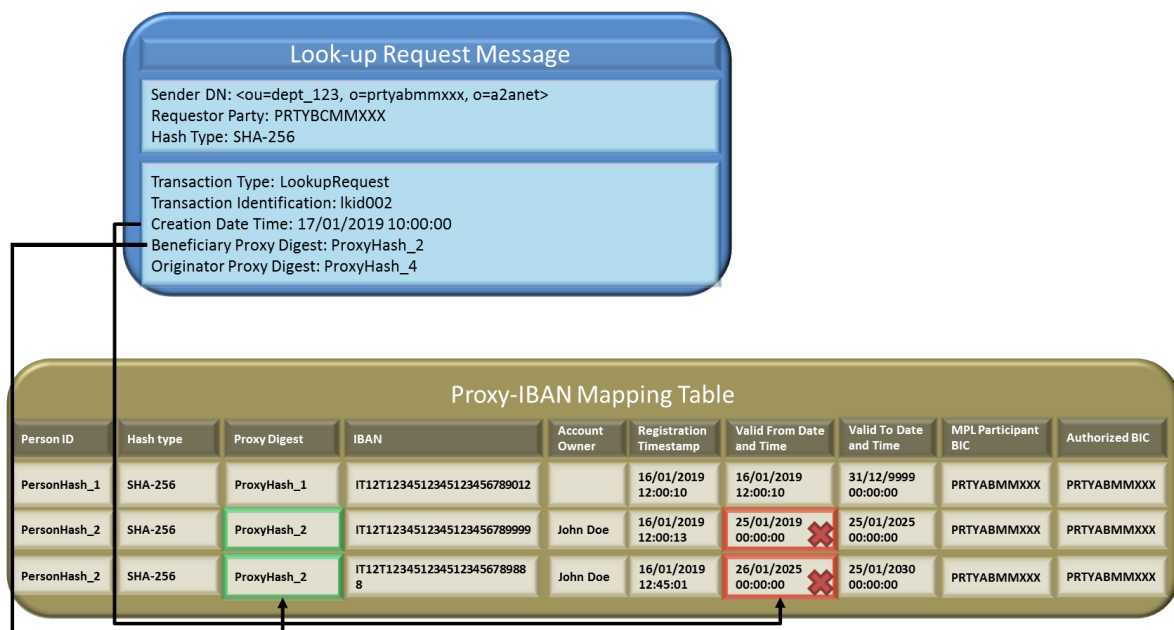 Look-up Request Message
Sender DN: <ou=dept_123, o=prtyabmmxxx, o=a2anet>
Requestor Party: PRTYBCMMXXX
Hash Type: SHA-256
Transaction Type: LookupRequest
Transaction Identification: lkid002
Creation Date Time: 17/01/2019 10:00:00
Beneficiary Proxy Digest: ProxyHash_2
Originator Proxy Digest: ProxyHash_4
Proxy-IBAN Mapping Table
Person ID
Hash type
Proxy Digest
IBAN
Account
Owner
Registration
Timestamp
Valid From Date
and Time
Valid To Date
and Time
MPL Participant
BIC
Authorized BIC
PersonHash_1
SHA-256
ProxyHash_1
IT12T1234512345123456789012
16/01/2019
12:00:10
16/01/2019
12:00:10
31/12/9999
00:00:00
PRTYABMMXXX
PRTYABMMXXX
PersonHash_2
SHA-256
ProxyHash_2
IT12T1234512345123456789999
John Doe
16/01/2019
12:00:13
25/01/2019
00:00:00
25/01/2025
00:00:00
PRTYABMMXXX
PRTYABMMXXX
PersonHash_2
SHA-256
ProxyHash_2
IT12T123451234512345678988
8
John Doe
16/01/2019
12:45:01
26/01/2025
00:00:00
25/01/2030
00:00:00
PRTYABMMXXX
PRTYABMMXXX